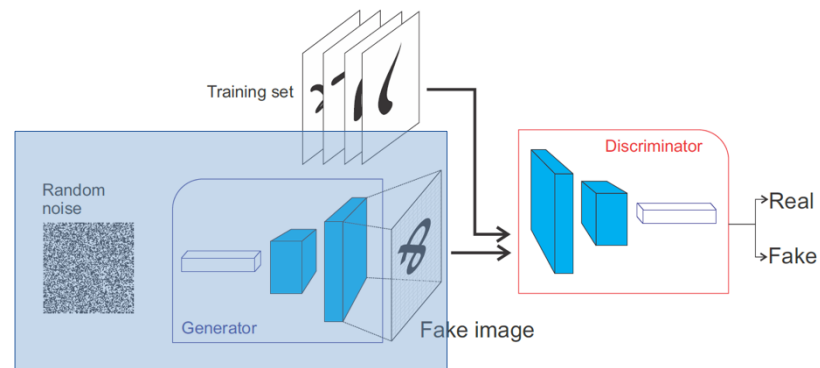 Training set
Discriminator
Random
noise
Real
Fake
Generator
Fake image